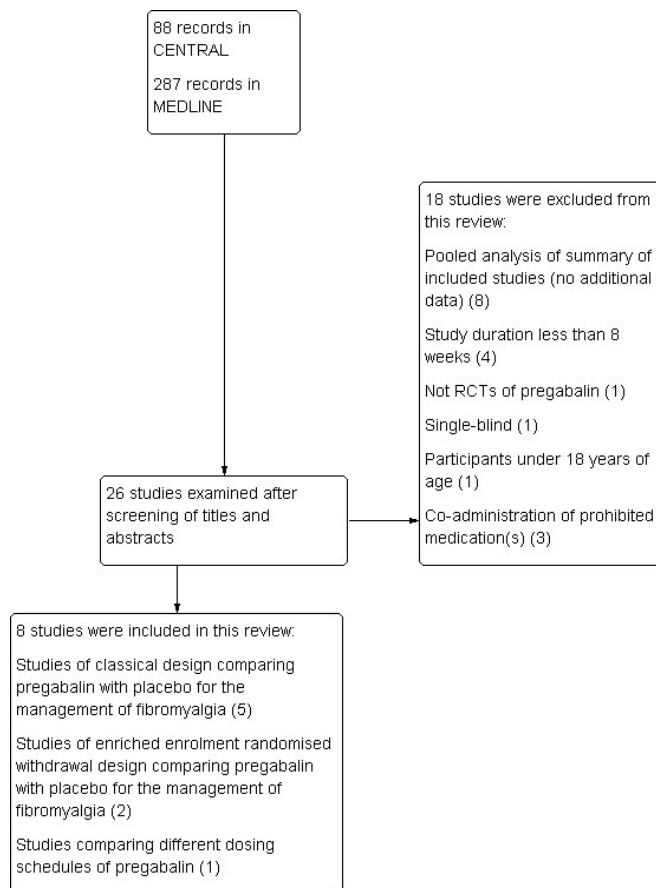 88 records in
CENTRAL
287 records in
MEDLINE
18 studies were excluded from
this review:
Pooled analysis of summary of
included studies (no additional
data) (8)
Study duration less than 8
weeks (4)
Not RCTs of pregabalin (1)
Single-blind (1)
Participants under 18 years of
age (1)
Co-administration of prohibited
medication(s) (3)
26 studies examined after
screening of titles and
abstracts
8 studies were included in this review:
Studies of classical design comparing
pregabalin with placebo for the
management of fibromyalgia (5)
Studies of enriched enrolment randomised
withdrawal design comparing pregabalin
with placebo for the management of
fibromyalgia (2)
Studies comparing different dosing
schedules of pregabalin (1)